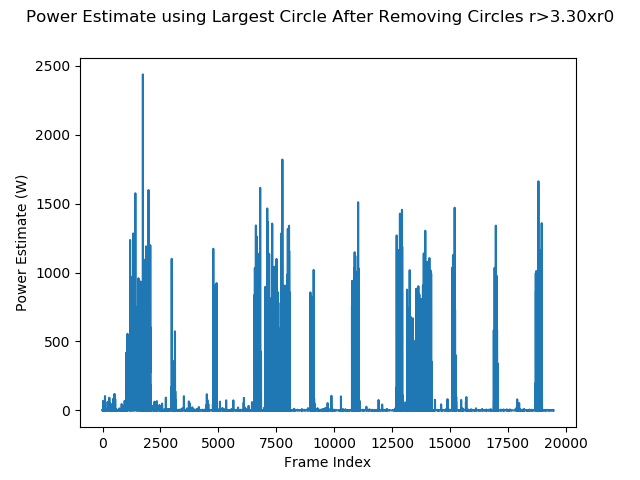 Power Estimate using Largest Circle After Removing Circles r>3.30xr0
2500
2000
1500
1000
500
0
Power Estimate (W)
0 2500 5000 7500 10000 12500 15000 17500 20000
Frame Index